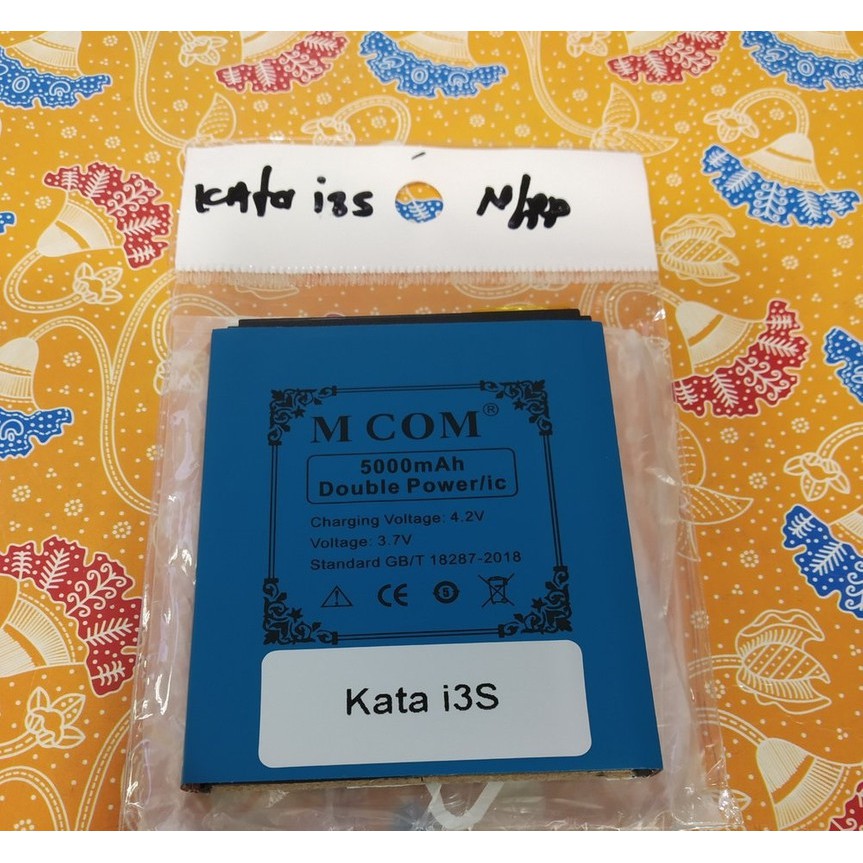 Kata i3S
M COM®
5000mAh
Double Power/ic
Charging Voltage: 4.2V
Voltage: 3.7V
Standard GB/T 18287-2018
CE
S
Kata i3S